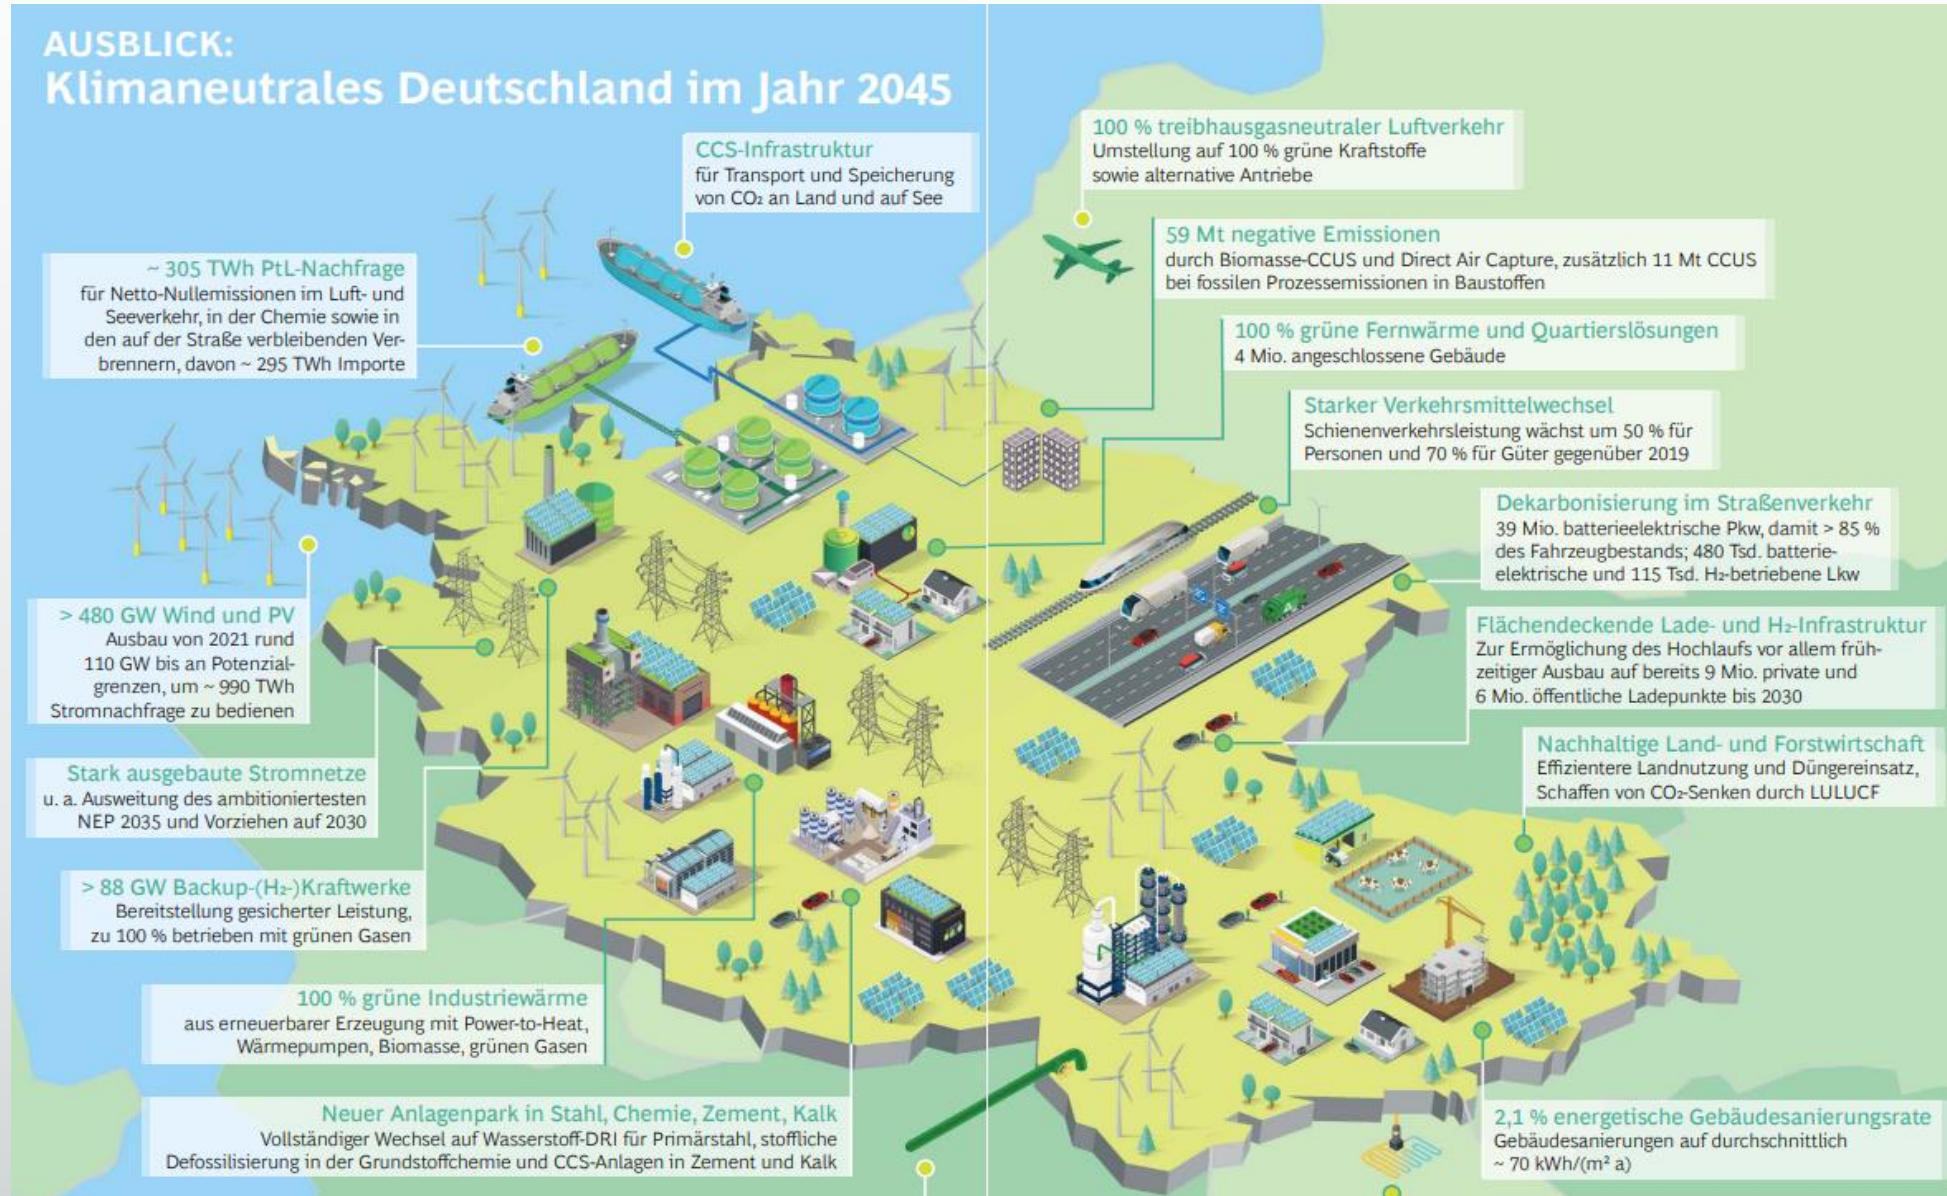 AUSBLICK:
Klimaneutrales Deutschland im Jahr 2045
CCS-Infrastruktur
für Transport und Speicherung
von CO₂ an Land und auf See
~ 305 TWh PtL-Nachfrage
für Netto-Nullemissionen im Luft- und
Seeverkehr, in der Chemie sowie in
den auf der Straße verbleibenden Ver-
brennern, davon ~ 295 TWh Importe
> 480 GW Wind und PV
Ausbau von 2021 rund
110 GW bis an Potenzial-
grenzen, um ~ 990 TWh
Stromnachfrage zu bedienen
Stark ausgebaute Stromnetze
u. a. Ausweitung des ambitioniertesten
NEP 2035 und Vorziehen auf 2030
> 88 GW Backup-(H₂-)Kraftwerke
Bereitstellung gesicherter Leistung,
zu 100 % betrieben mit grünen Gasen
100 % grüne Industriewärme
aus erneuerbarer Erzeugung mit Power-to-Heat,
Wärmepumpen, Biomasse, grünen Gasen
Neuer Anlagenpark in Stahl, Chemie, Zement, Kalk
Vollständiger Wechsel auf Wasserstoff-DRI für Primärstahl, stoffliche
Defossilisierung in der Grundstoffchemie und CCS-Anlagen in Zement und Kalk
100 % treibhausgasneutraler Luftverkehr
Umstellung auf 100 % grüne Kraftstoffe
sowie alternative Antriebe
59 Mt negative Emissionen
durch Biomasse-CCUS und Direct Air Capture, zusätzlich 11 Mt CCUS
bei fossilen Prozessemissionen in Baustoffen
100 % grüne Fernwärme und Quartierslösungen
4 Mio. angeschlossene Gebäude
Starker Verkehrsmittelwechsel
Schienenverkehrsleistung wächst um 50 % für
Personen und 70 % für Güter gegenüber 2019
Dekarbonisierung im Straßenverkehr
39 Mio. batterieelektrische Pkw, damit > 85 %
des Fahrzeugbestands; 480 Tsd. batterie-
elektrische und 115 Tsd. H₂-betriebene Lkw
Flächendeckende Lade- und H₂-Infrastruktur
Zur Ermöglichung des Hochlaufs vor allem früh-
zeitiger Ausbau auf bereits 9 Mio. private und
6 Mio. öffentliche Ladepunkte bis 2030
Nachhaltige Land- und Forstwirtschaft
Effizientere Landnutzung und Düngereinsatz,
Schaffen von CO₂-Senken durch LULUCF
2,1 % energetische Gebäudesanierungsrate
Gebäudesanierungen auf durchschnittlich
~ 70 kWh/(m² a)